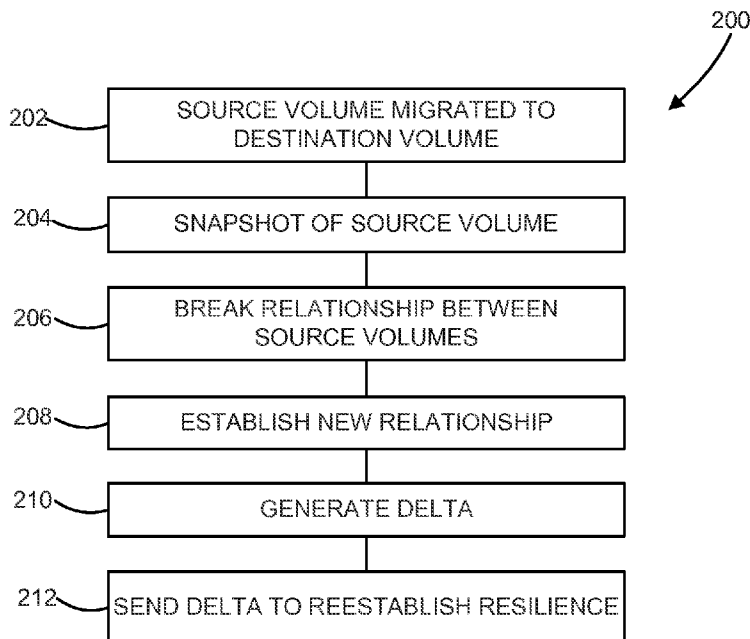 200
202
SOURCE VOLUME MIGRATED TO
DESTINATION VOLUME
204
SNAPSHOT OF SOURCE VOLUME
206
BREAK RELATIONSHIP BETWEEN
SOURCE VOLUMES
208
ESTABLISH NEW RELATIONSHIP
210
GENERATE DELTA
212
SEND DELTA TO REESTABLISH RESILIENCE